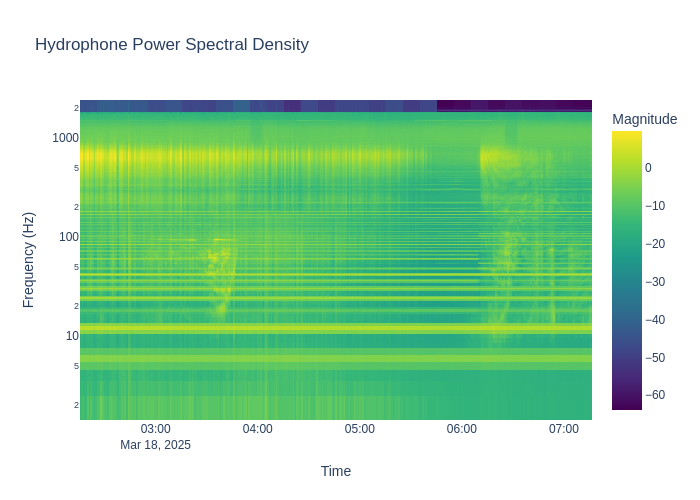 Hydrophone Power Spectral Density
Magnitude
Frequency (Hz)
2
1000
5
2
100
5
2
10
5
2
0
−10
−20
−30
−40
−50
−60
03:00 04:00 05:00 06:00 07:00
Mar 18, 2025
Time